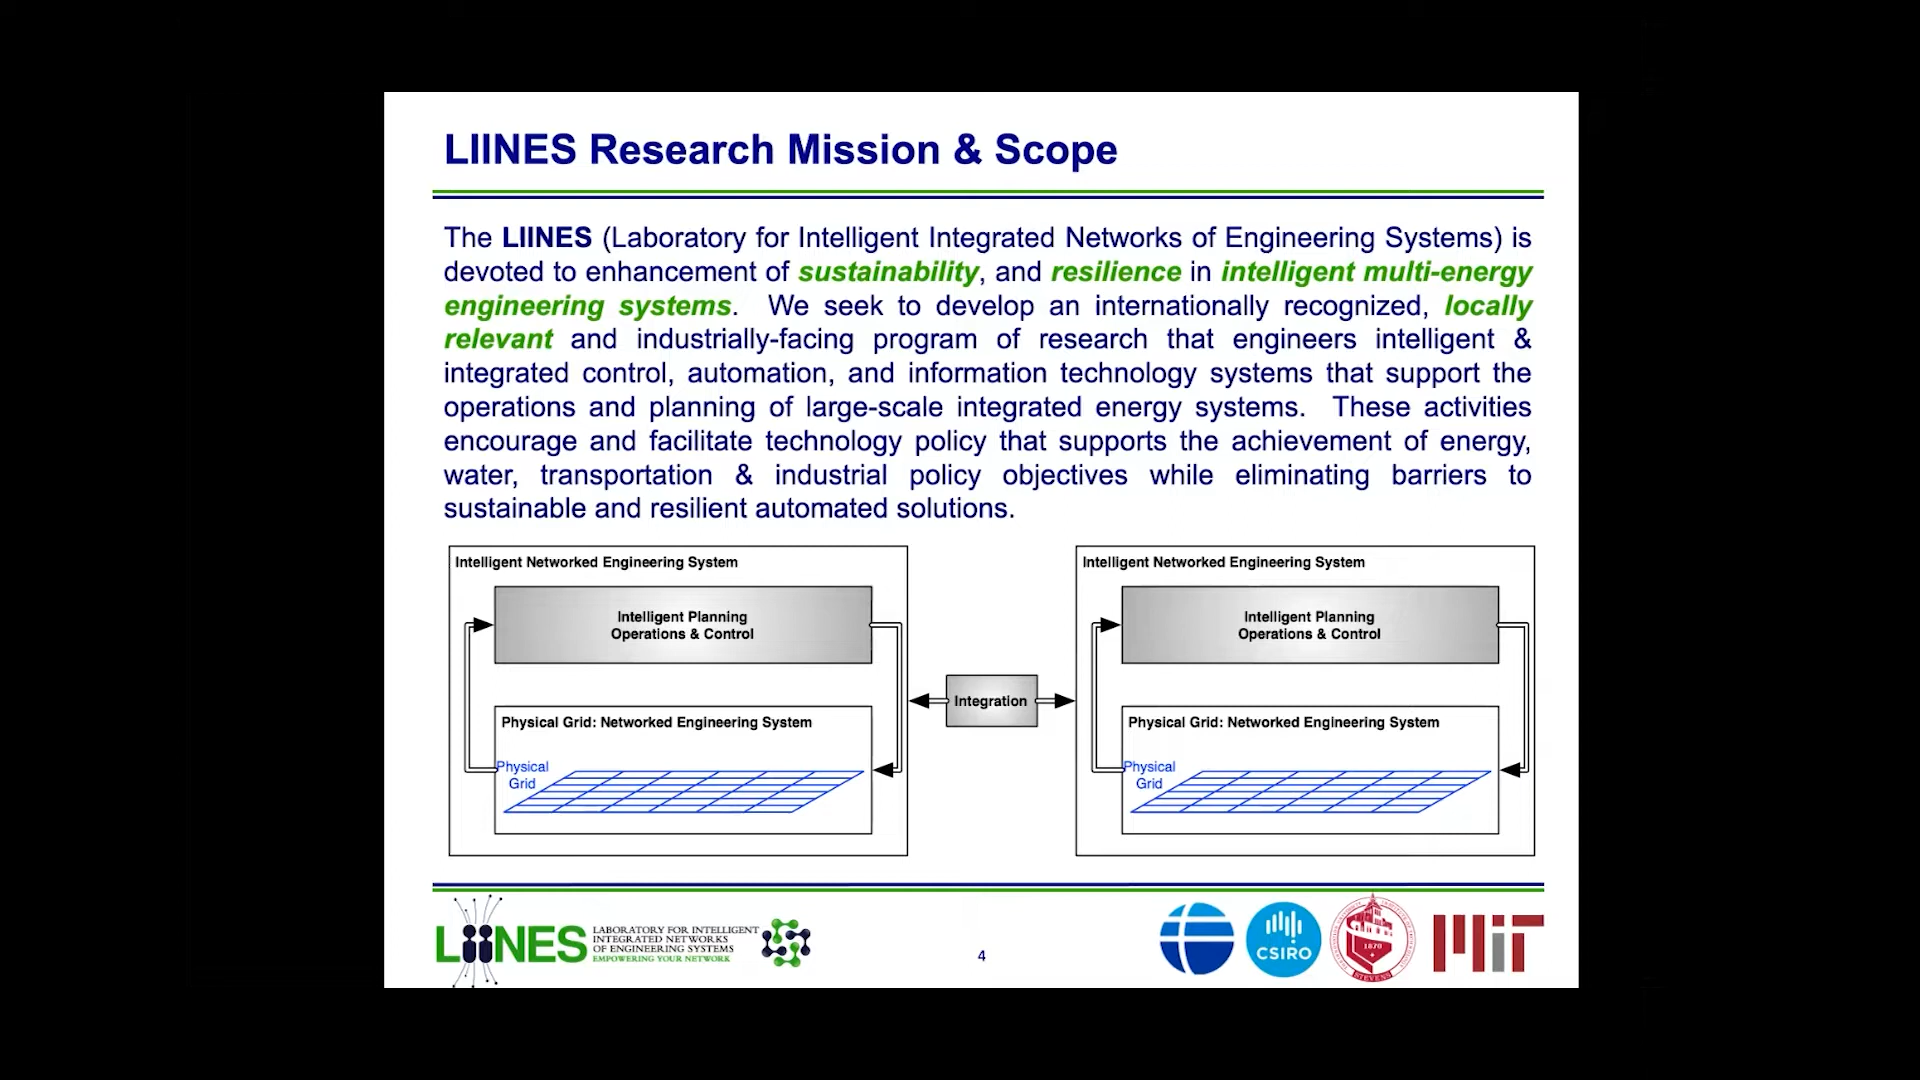 LIINES Research Mission & Scope
The LIINES (Laboratory for Intelligent Integrated Networks of Engineering Systems) is
devoted to enhancement of sustainability, and resilience in intelligent multi-energy
engineering systems. We seek to develop an internationally recognized, locally
relevant and industrially-facing program of research that engineers intelligent &
integrated control, automation, and information technology systems that support the
operations and planning of large-scale integrated energy systems. These activities
encourage and facilitate technology policy that supports the achievement of energy,
water, transportation & industrial policy objectives while eliminating barriers to
sustainable and resilient automated solutions.
Intelligent Networked Engineering System
Intelligent Planning
Operations & Control
Physical Grid: Networked Engineering System
Physical
Grid
Integration
Intelligent Networked Engineering System
Intelligent Planning
Operations & Control
Physical Grid: Networked Engineering System
Physical
Grid
LIINES
LABORATORY FOR INTELLIGENT
INTEGRATED NETWORKS
OF ENGINEERING SYSTEMS
EMPOWERING YOUR NETWORK
4
CSIRO
1870
STEVENS
MIT